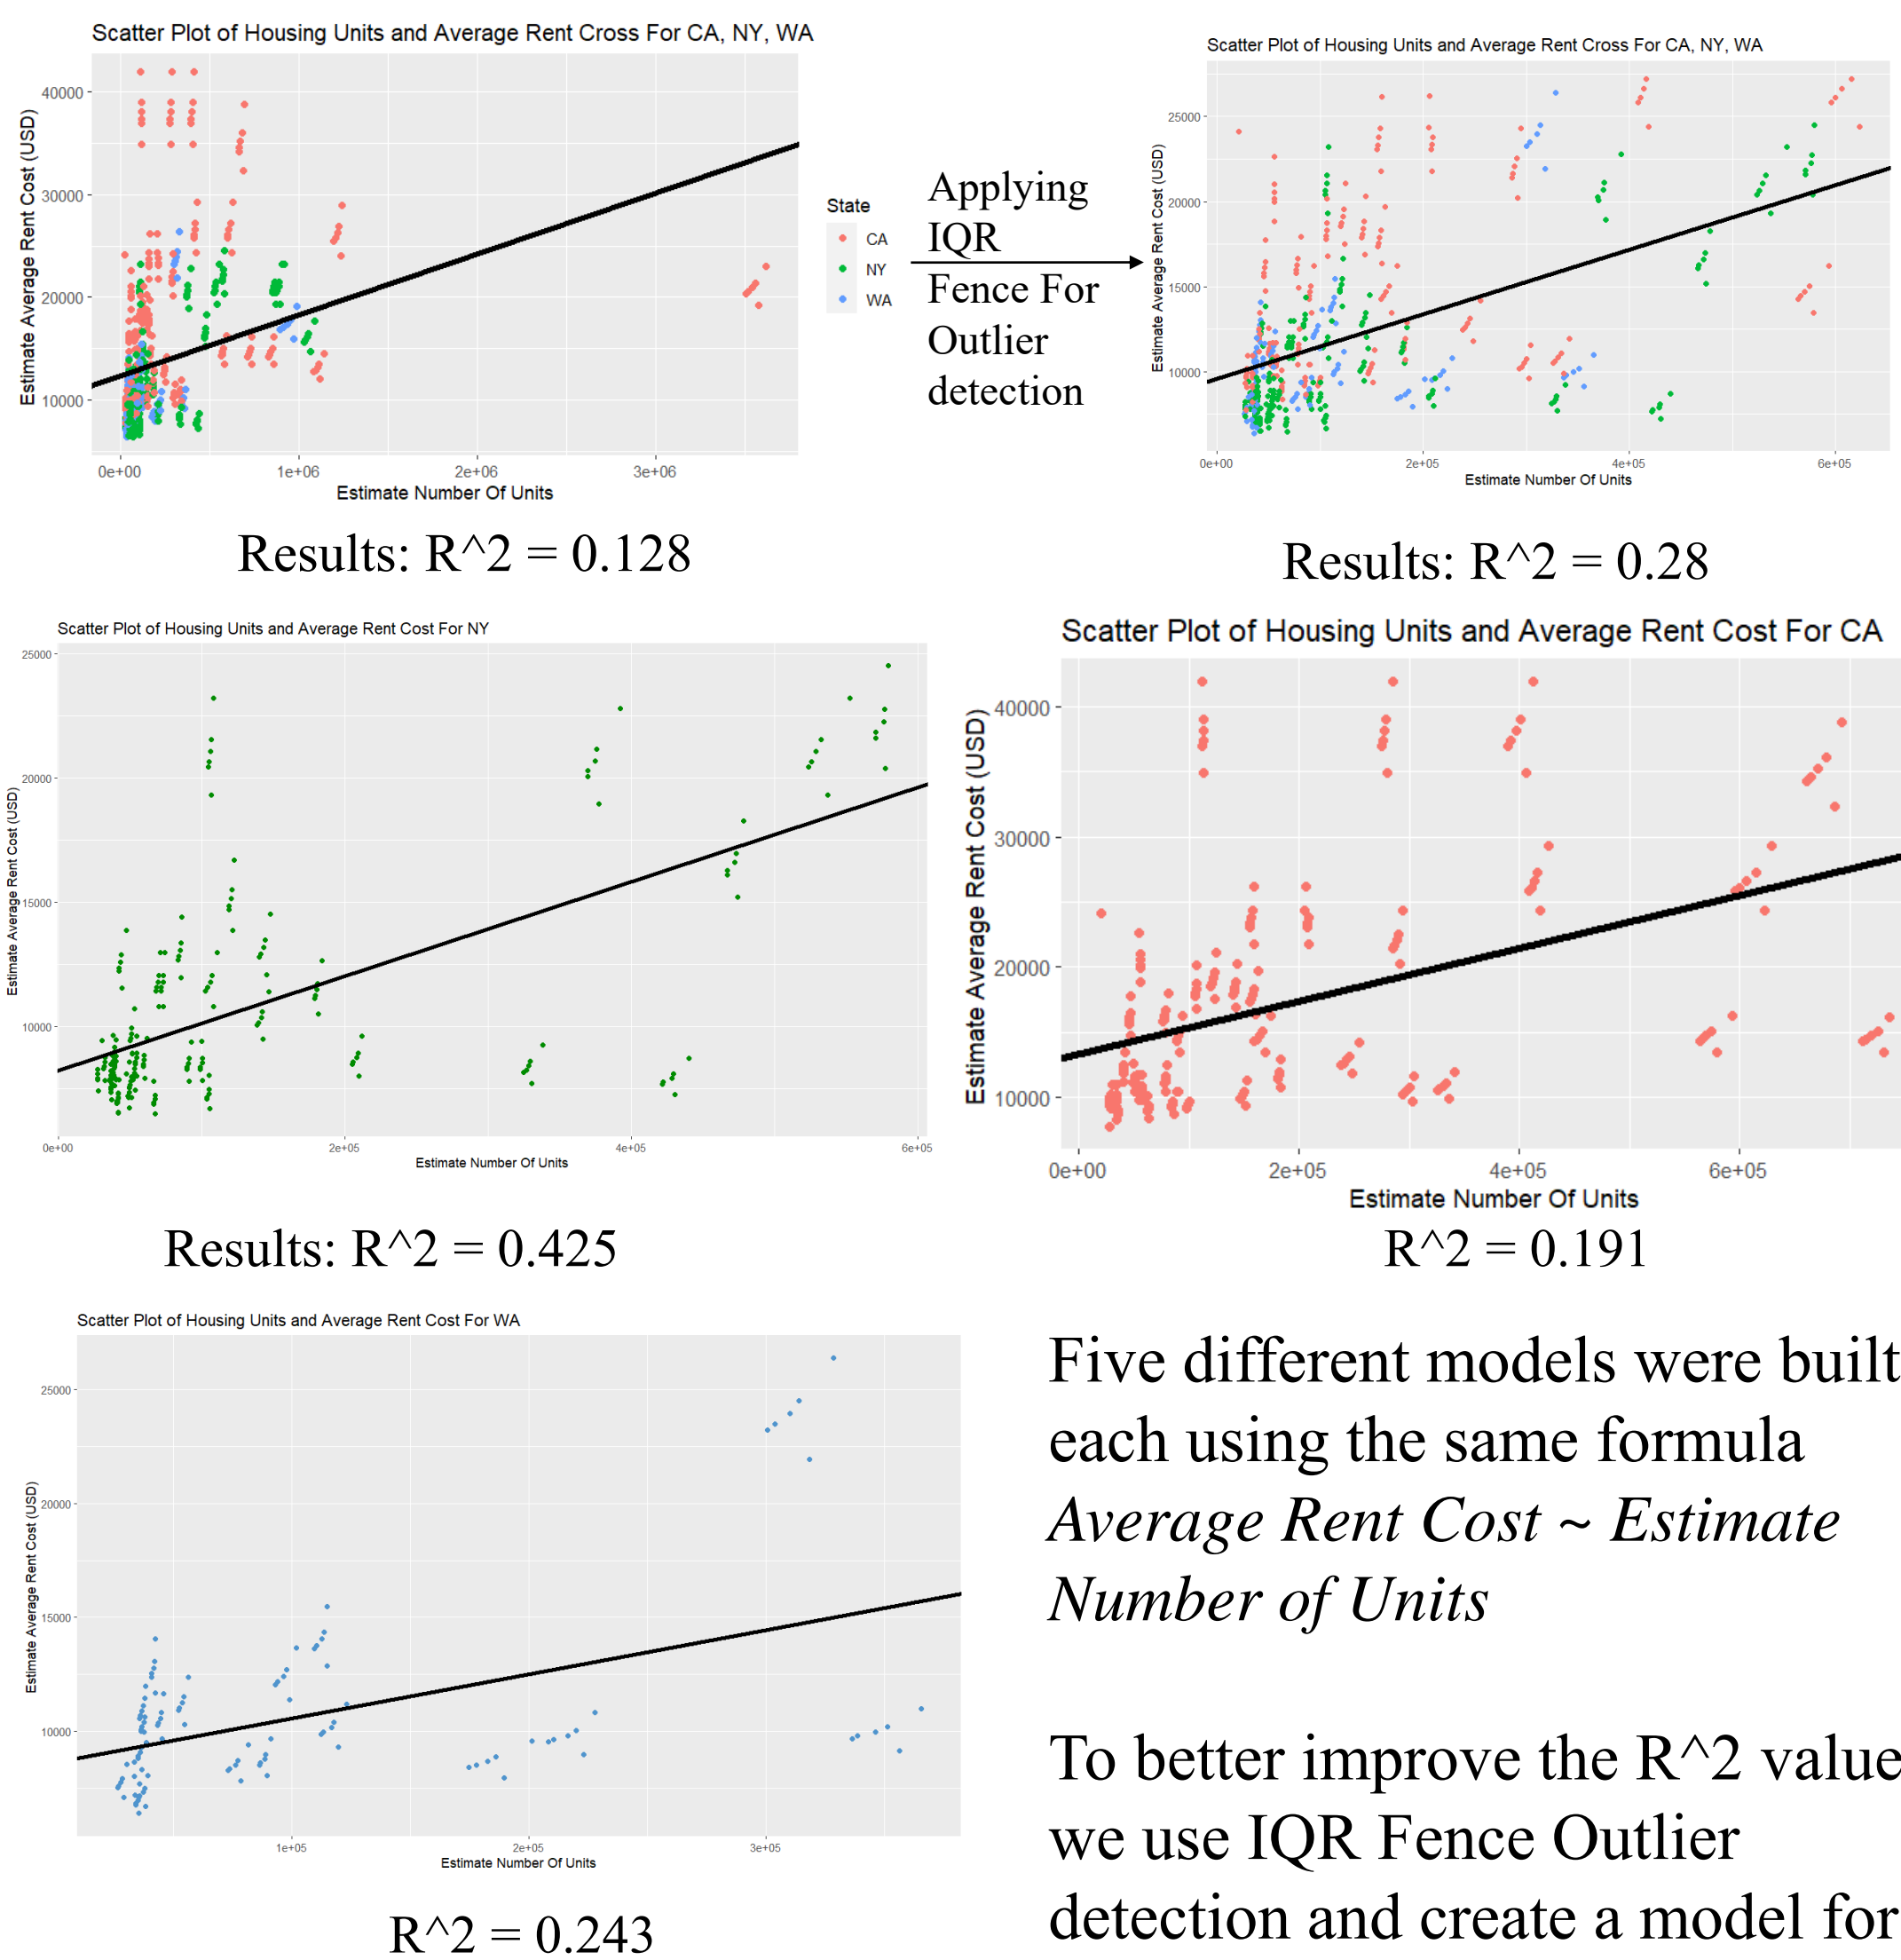 Scatter Plot of Housing Units and Average Rent Cross For CA, NY, WA
Estimate Average Rent Cost (USD)
40000
30000
20000
10000
0e+00 1e+06 2e+06 3e+06
Estimate Number Of Units
State
CA
NY
WA
Results: R^2 = 0.128
Applying
IQR
Fence For
Outlier
detection
Scatter Plot of Housing Units and Average Rent Cross For CA, NY, WA
Estimate Average Rent Cost (USD)
25000
20000
15000
10000
0e+00 2e+05 4e+05 6e+05
Estimate Number Of Units
Results: R^2 = 0.28
Scatter Plot of Housing Units and Average Rent Cost For NY
Estimate Average Rent Cost (USD)
25000
20000
15000
10000
0e+00 2e+05 4e+05 6e+05
Estimate Number Of Units
Results: R^2 = 0.425
Scatter Plot of Housing Units and Average Rent Cost For CA
Estimate Average Rent Cost (USD)
40000
30000
20000
10000
0e+00 2e+05 4e+05 6e+05
Estimate Number Of Units
R^2 = 0.191
Scatter Plot of Housing Units and Average Rent Cost For WA
Estimate Average Rent Cost (USD)
25000
20000
15000
10000
1e+05 2e+05 3e+05
Estimate Number Of Units
R^2 = 0.243
Five different models were built
each using the same formula
Average Rent Cost ~ Estimate
Number of Units
To better improve the R^2 value
we use IQR Fence Outlier
detection and create a model for